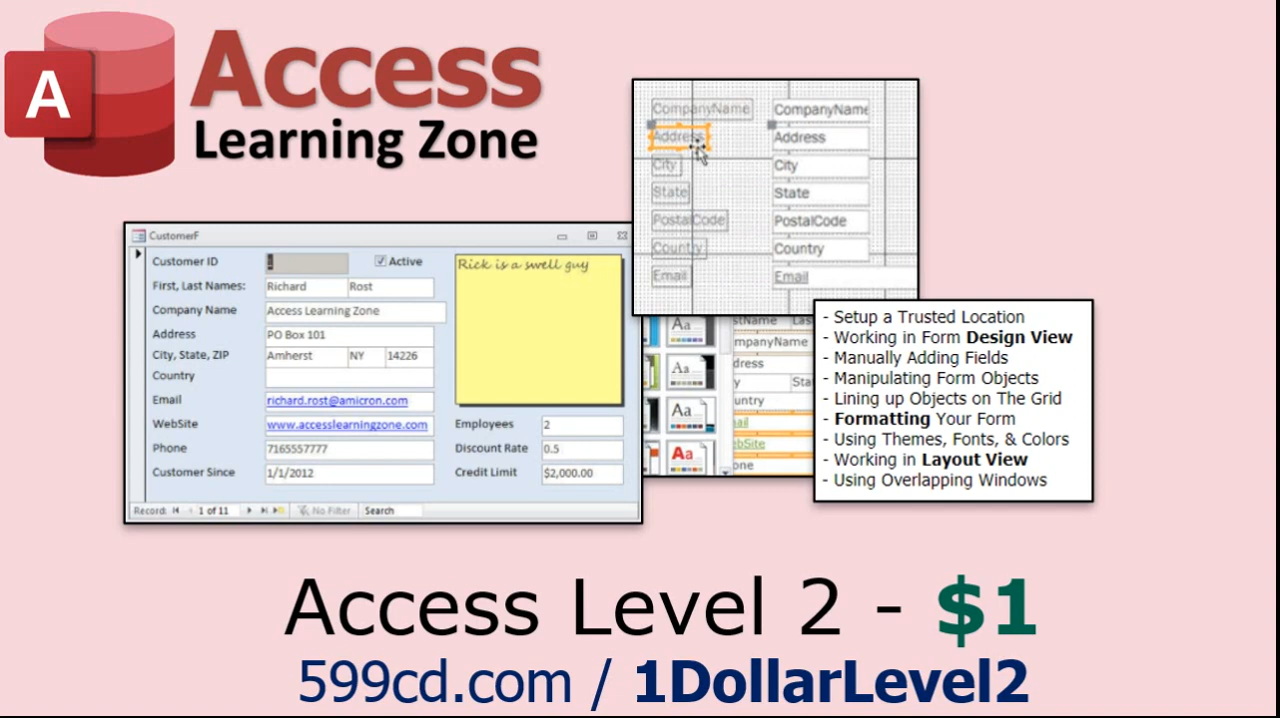 A
Access
Learning Zone
CompanyName CompanyName
Address Address
City City
State State
PostalCode PostalCode
Country Country
Email Email
CustomerF
Customer ID Active
First, Last Names: Richard Rost
Company Name Access Learning Zone
Address PO Box 101
City, State, ZIP Amherst NY 14226
Country
Email richard.rost@amicron.com
WebSite www.accesslearningzone.com
Phone 7165557777
Customer Since 1/1/2012
Rick is a swell guy
Employees 2
Discount Rate 0.5
Credit Limit $2,000.00
Record: 1 of 11 No Filter Search
Aa
Aa
Aa
Aa
- Setup a Trusted Location
- Working in Form Design View
- Manually Adding Fields
- Manipulating Form Objects
- Lining up Objects on The Grid
- Formatting Your Form
- Using Themes, Fonts, & Colors
- Working in Layout View
- Using Overlapping Windows
Access Level 2 - $1
599cd.com / 1DollarLevel2